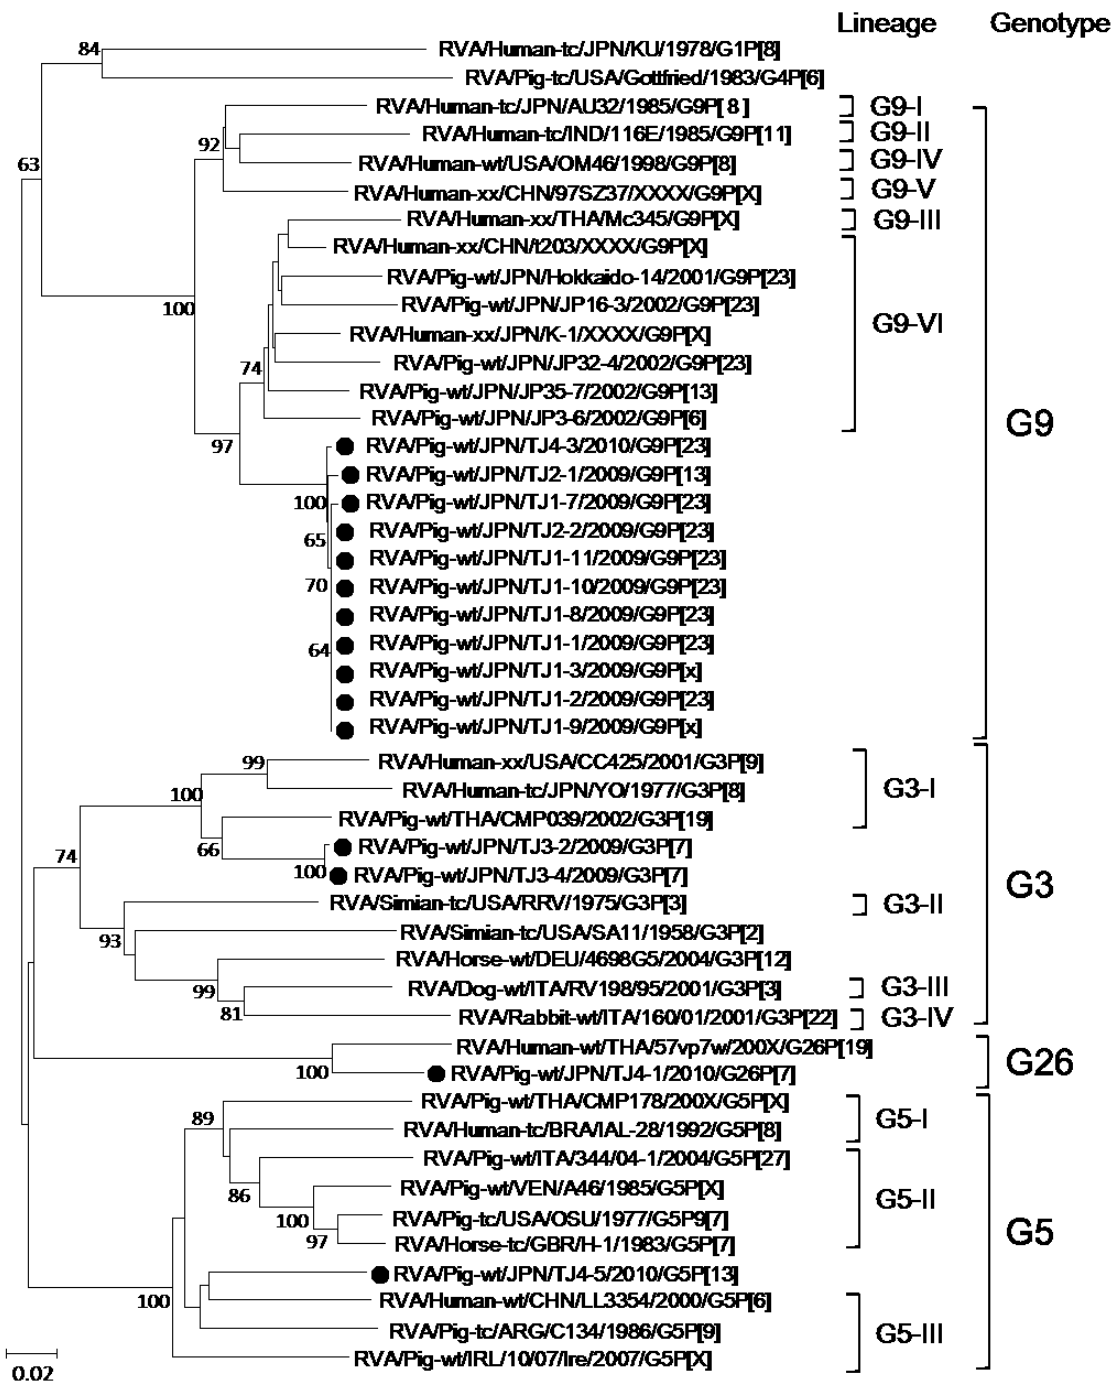 Lineage Genotype
84 RVA/Human-tc/JPN/KU/1978/G1P[8]
RVA/Pig-tc/USA/Gottfried/1983/G4P[6]
RVA/Human-tc/JPN/AU32/1985/G9P[ 8 ] G9-I
RVA/Human-tc/IND/116E/1985/G9P[11] G9-II
92
63
RVA/Human-wt/USA/OM46/1998/G9P[8] G9-IV
RVA/Human-xx/CHN/97SZ37/XXXX/G9P[X] G9-V
RVA/Human-xx/THA/Mc345/G9P[X] G9-III
RVA/Human-xx/CHN/t203/XXXX/G9P[X]
RVA/Pig-wt/JPN/Hokkaido-14/2001/G9P[23]
RVA/Pig-wt/JPN/JP16-3/2002/G9P[23]
100
G9-VI
RVA/Human-xx/JPN/K-1/XXXX/G9P[X]
RVA/Pig-wt/JPN/JP32-4/2002/G9P[23]
74
RVA/Pig-wt/JPN/JP35-7/2002/G9P[13]
RVA/Pig-wt/JPN/JP3-6/2002/G9P[6]
G9
97 RVA/Pig-wt/JPN/TJ4-3/2010/G9P[23]
RVA/Pig-wt/JPN/TJ2-1/2009/G9P[13]
100 RVA/Pig-wt/JPN/TJ1-7/2009/G9P[23]
RVA/Pig-wt/JPN/TJ2-2/2009/G9P[23]
65
RVA/Pig-wt/JPN/TJ1-11/2009/G9P[23]
70 RVA/Pig-wt/JPN/TJ1-10/2009/G9P[23]
RVA/Pig-wt/JPN/TJ1-8/2009/G9P[23]
RVA/Pig-wt/JPN/TJ1-1/2009/G9P[23]
64
RVA/Pig-wt/JPN/TJ1-3/2009/G9P[x]
RVA/Pig-wt/JPN/TJ1-2/2009/G9P[23]
RVA/Pig-wt/JPN/TJ1-9/2009/G9P[x]
99 RVA/Human-xx/USA/CC425/2001/G3P[9]
RVA/Human-tc/JPN/YO/1977/G3P[8] G3-I
100
RVA/Pig-wt/THA/CMP039/2002/G3P[19]
RVA/Pig-wt/JPN/TJ3-2/2009/G3P[7]
66
74
100 RVA/Pig-wt/JPN/TJ3-4/2009/G3P[7]
G3
RVA/Simian-tc/USA/RRV/1975/G3P[3] G3-II
RVA/Simian-tc/USA/SA11/1958/G3P[2]
93
RVA/Horse-wt/DEU/4698G5/2004/G3P[12]
RVA/Dog-wt/ITA/RV198/95/2001/G3P[3] G3-III
99
81 RVA/Rabbit-wt/ITA/160/01/2001/G3P[22] G3-IV
RVA/Human-wt/THA/57vp7w/200X/G26P[19]
G26
100 RVA/Pig-wt/JPN/TJ4-1/2010/G26P[7]
RVA/Pig-wt/THA/CMP178/200X/G5P[X]
89 G5-I
RVA/Human-tc/BRA/IAL-28/1992/G5P[8]
RVA/Pig-wt/ITA/344/04-1/2004/G5P[27]
86 RVA/Pig-wt/VEN/A46/1985/G5P[X]
G5-II
100 RVA/Pig-tc/USA/OSU/1977/G5P9[7]
G5
97 RVA/Horse-tc/GBR/H-1/1983/G5P[7]
RVA/Pig-wt/JPN/TJ4-5/2010/G5P[13]
100 RVA/Human-wt/CHN/LL3354/2000/G5P[6]
RVA/Pig-tc/ARG/C134/1986/G5P[9] G5-III
RVA/Pig-wt/IRL/10/07/Ire/2007/G5P[X]
0.02